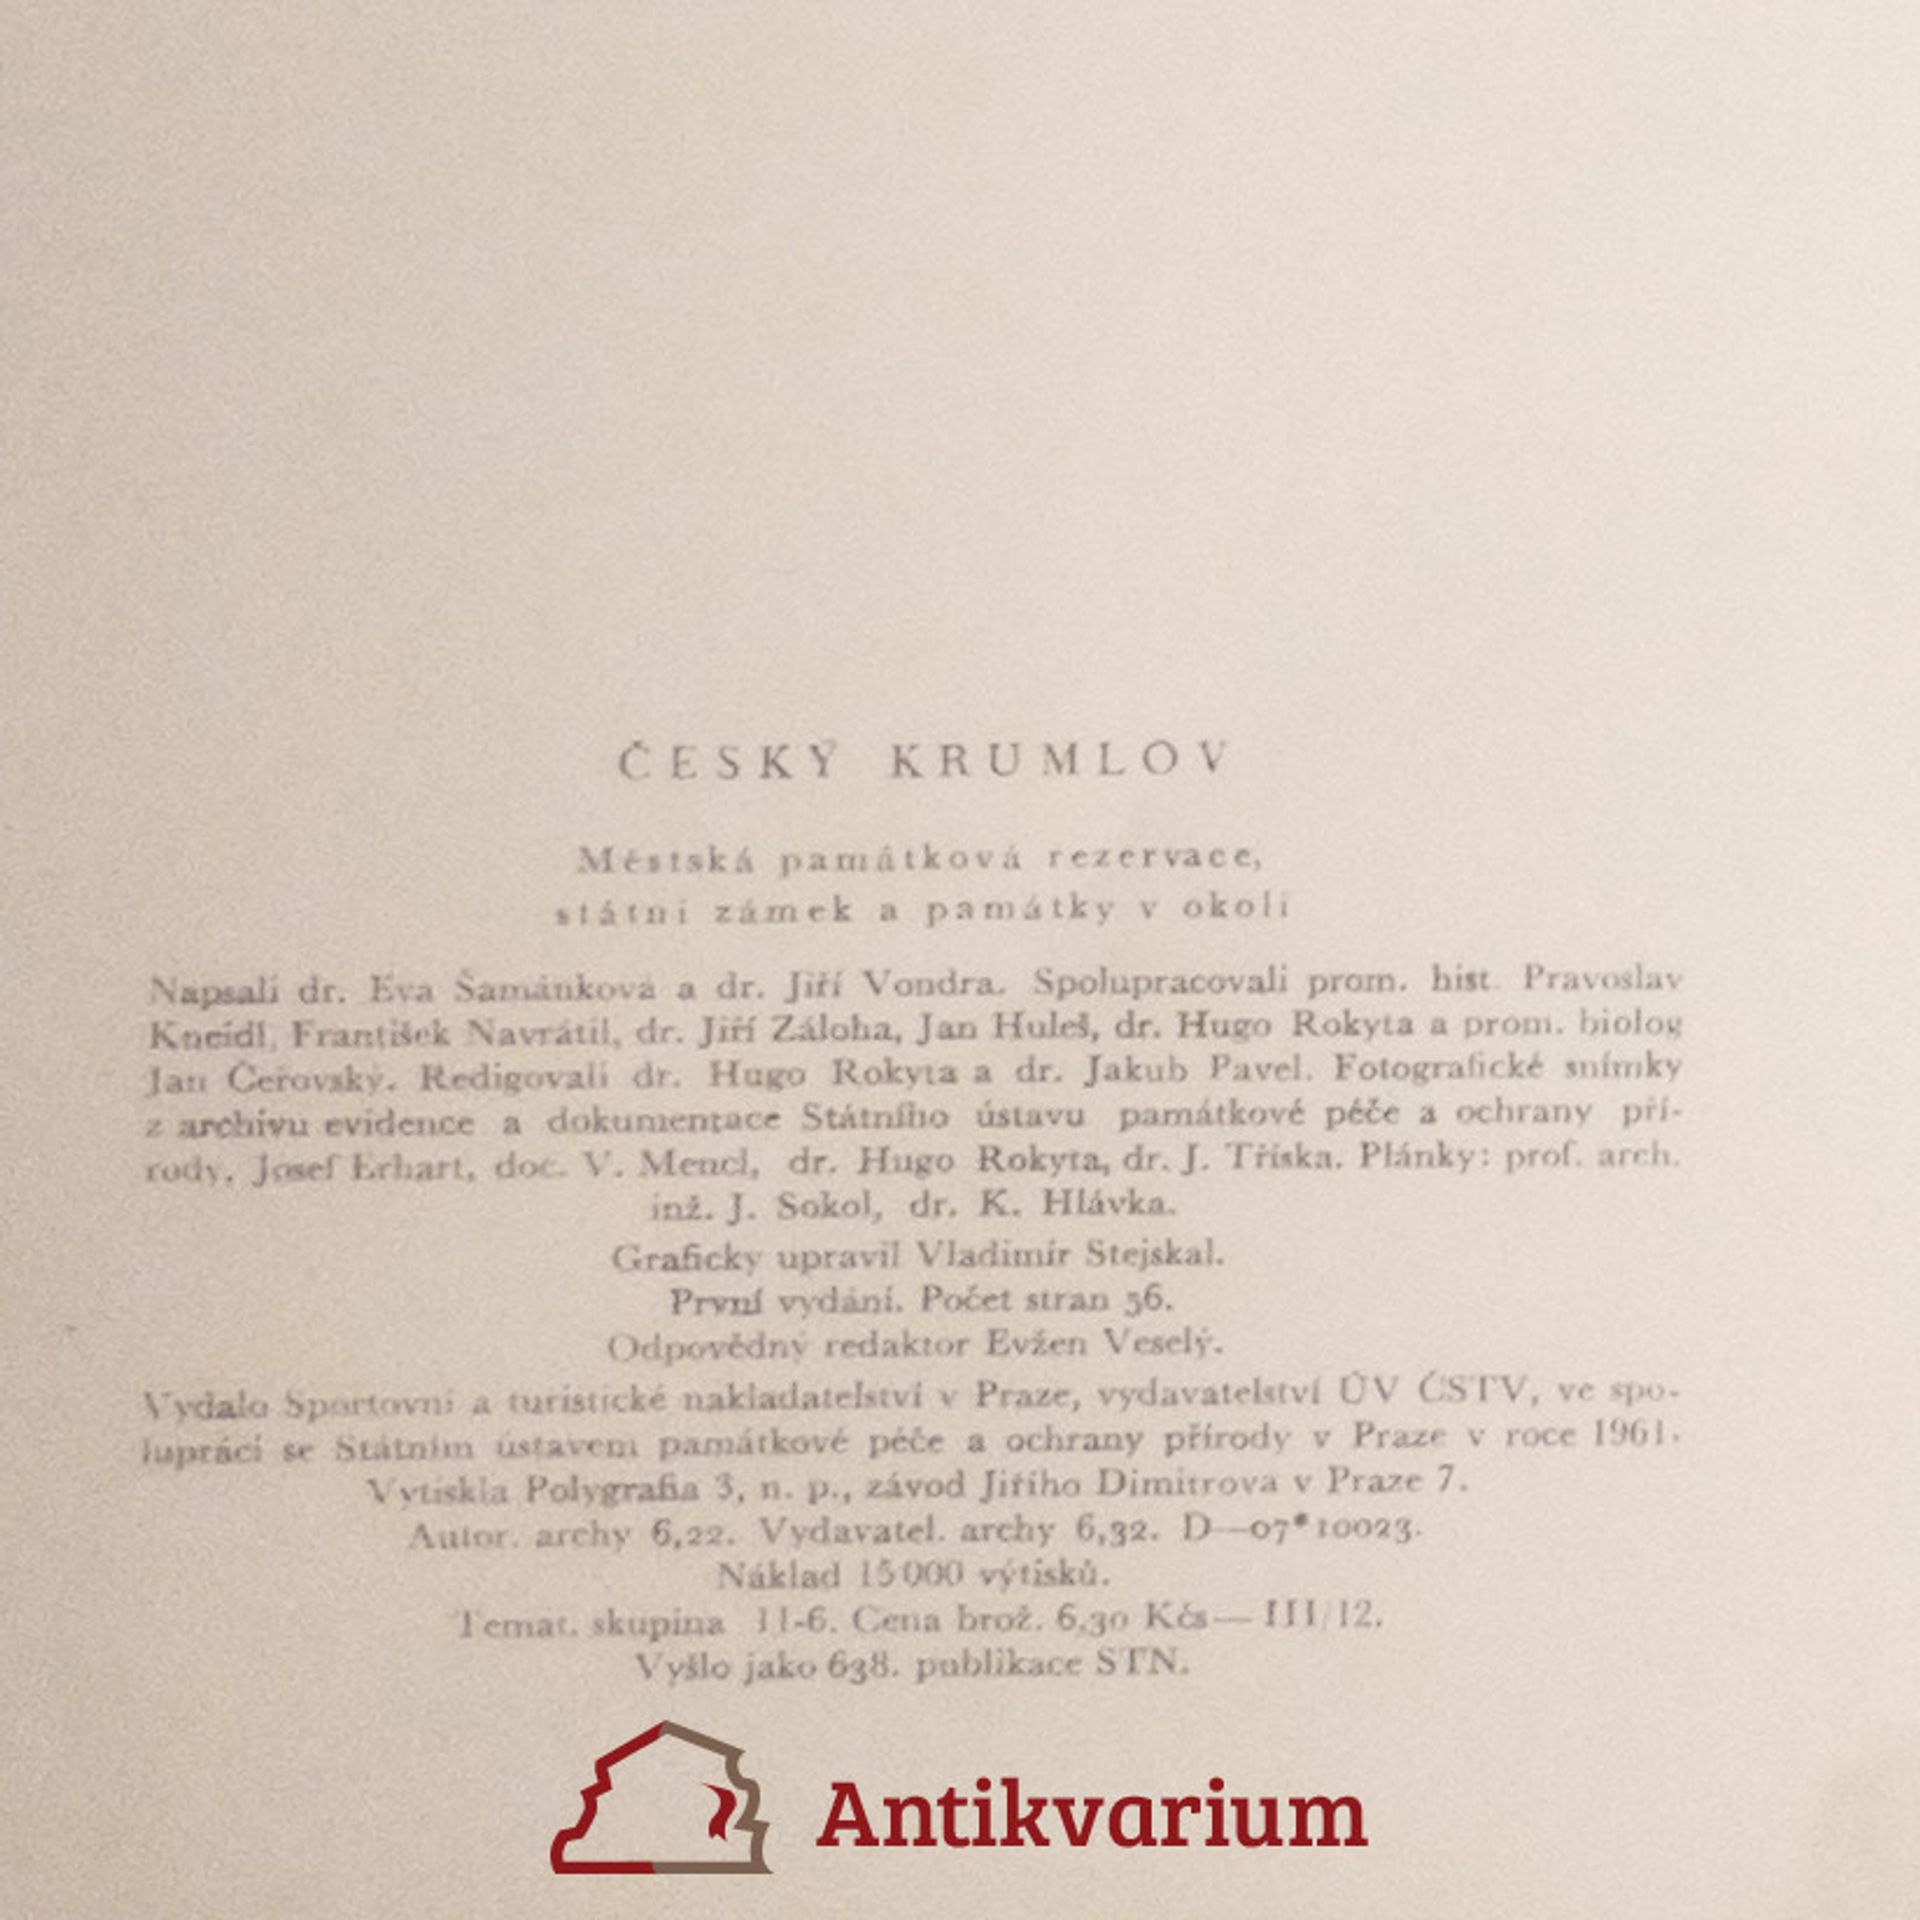 ČESKÝ KRUMLOV
Městská památková rezervace,
státní zámek a památky v okolí
Napsali dr. Eva Šamánková a dr. Jiří Vondra. Spolupracovali prom. hist. Pravoslav
Kneidl, František Navrátil, dr. Jiří Záloha, Jan Huleš, dr. Hugo Rokyta a prom. biolog
Jan Čeřovský. Redigovali dr. Hugo Rokyta a dr. Jakub Pavel. Fotografické snímky
z archivu evidence a dokumentace Státního ústavu památkové péče a ochrany pří-
rody, Josef Erhart, doc. V. Mencl, dr. Hugo Rokyta, dr. J. Tříska. Plánky: prof. arch.
inž. J. Sokol, dr. K. Hlávka.
Graficky upravil Vladimír Stejskal.
První vydání. Počet stran 56.
Odpovědný redaktor Evžen Veselý.
Vydalo Sportovní a turistické nakladatelství v Praze, vydavatelství ÚV ČSTV, ve spo-
lupráci se Státním ústavem památkové péče a ochrany přírody v Praze v roce 1961.
Vytiskla Polygrafia 3, n. p., závod Jiřího Dimitrova v Praze 7.
Autor. archy 6,22. Vydavatel. archy 6,32. D—07*10023.
Náklad 15 000 výtisků.
Temat. skupina 11-6. Cena brož. 6,30 Kčs — III/12.
Vyšlo jako 638. publikace STN.
Antikvarium